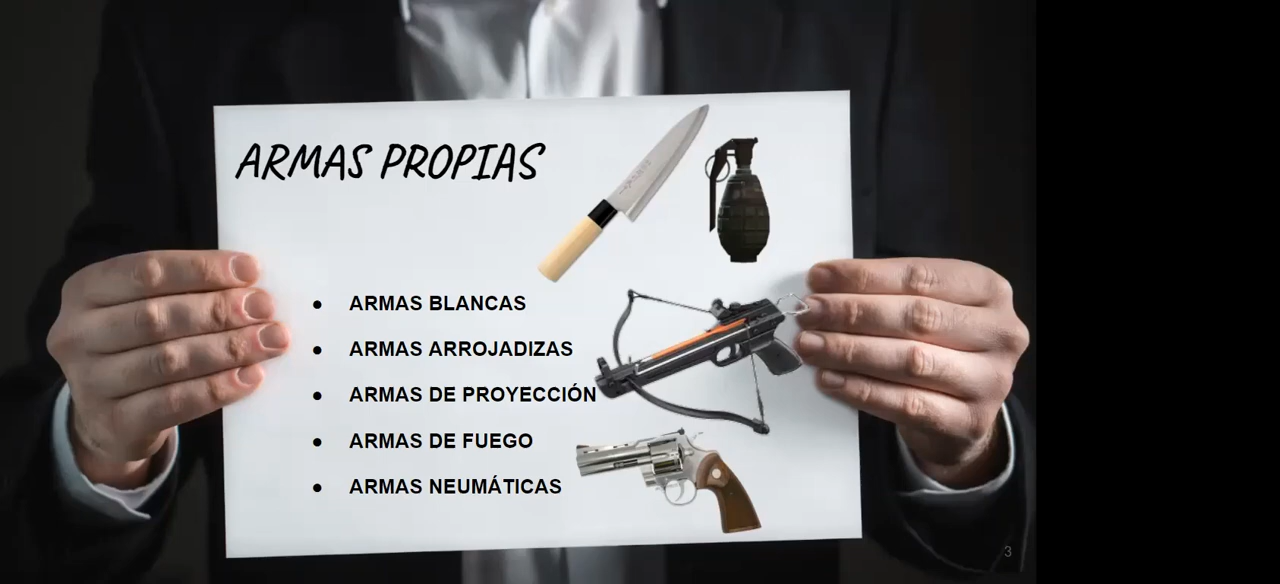 ARMAS PROPIAS
● ARMAS BLANCAS
● ARMAS ARROJADIZAS
● ARMAS DE PROYECCIÓN
● ARMAS DE FUEGO
● ARMAS NEUMÁTICAS
3